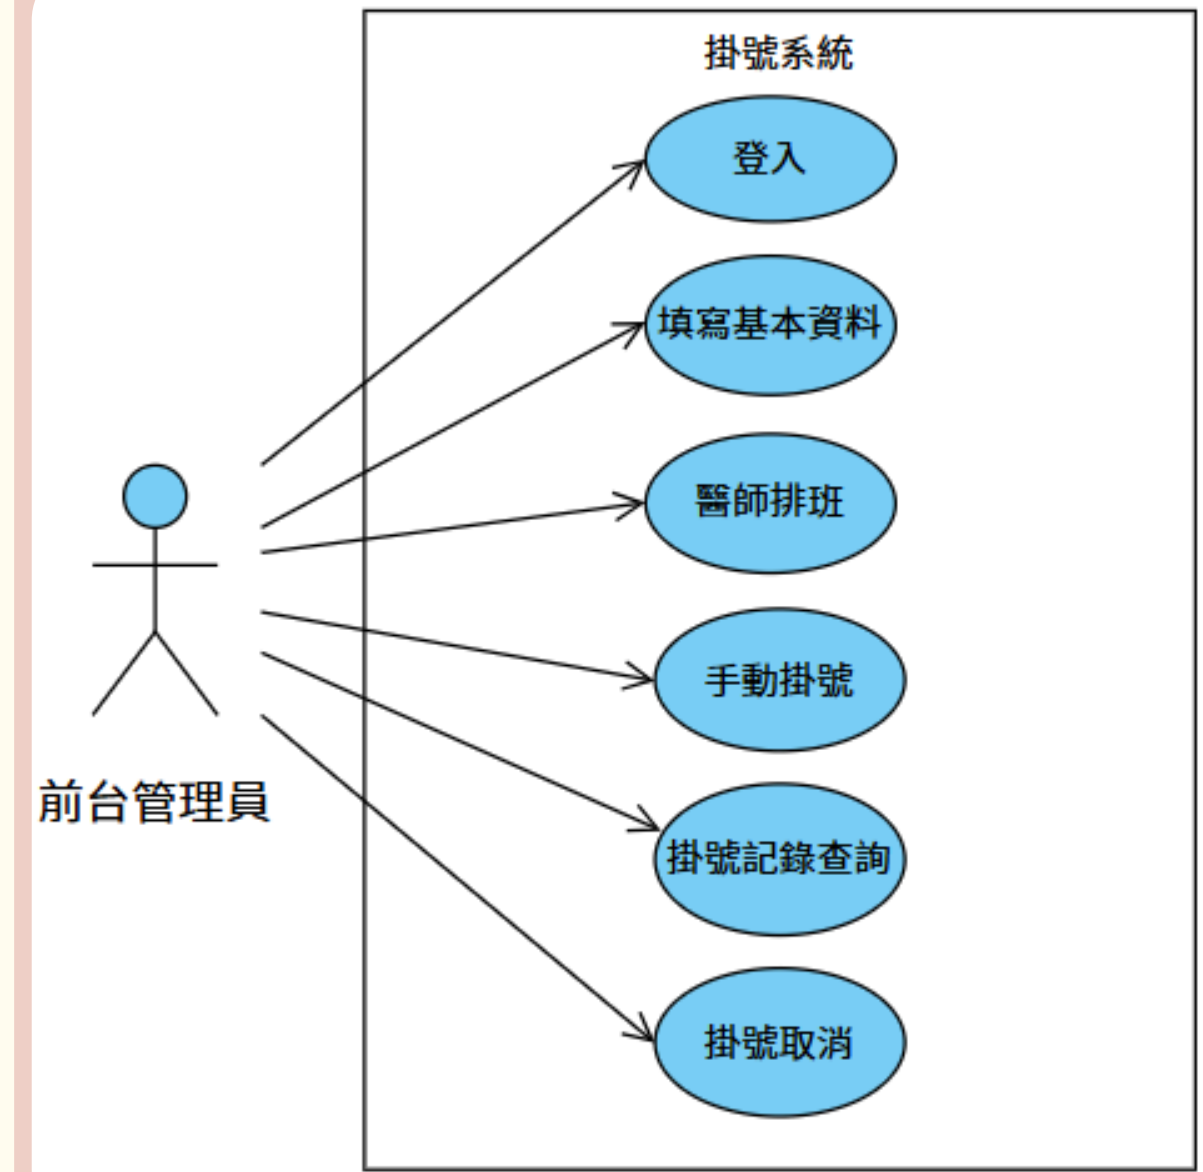 掛號系統
登入
填寫基本資料
醫師排班
手動掛號
掛號記錄查詢
掛號取消
前台管理員